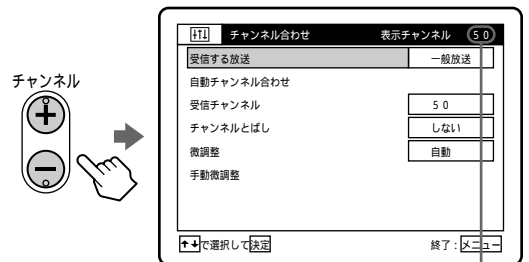 チャンネル
+
−
チャンネル合わせ 表示チャンネル 50
受信する放送 一般放送
自動チャンネル合わせ
受信チャンネル 50
チャンネルとばし しない
微調整 自動
手動微調整
↑↓で選択して決定 終了:メニュー